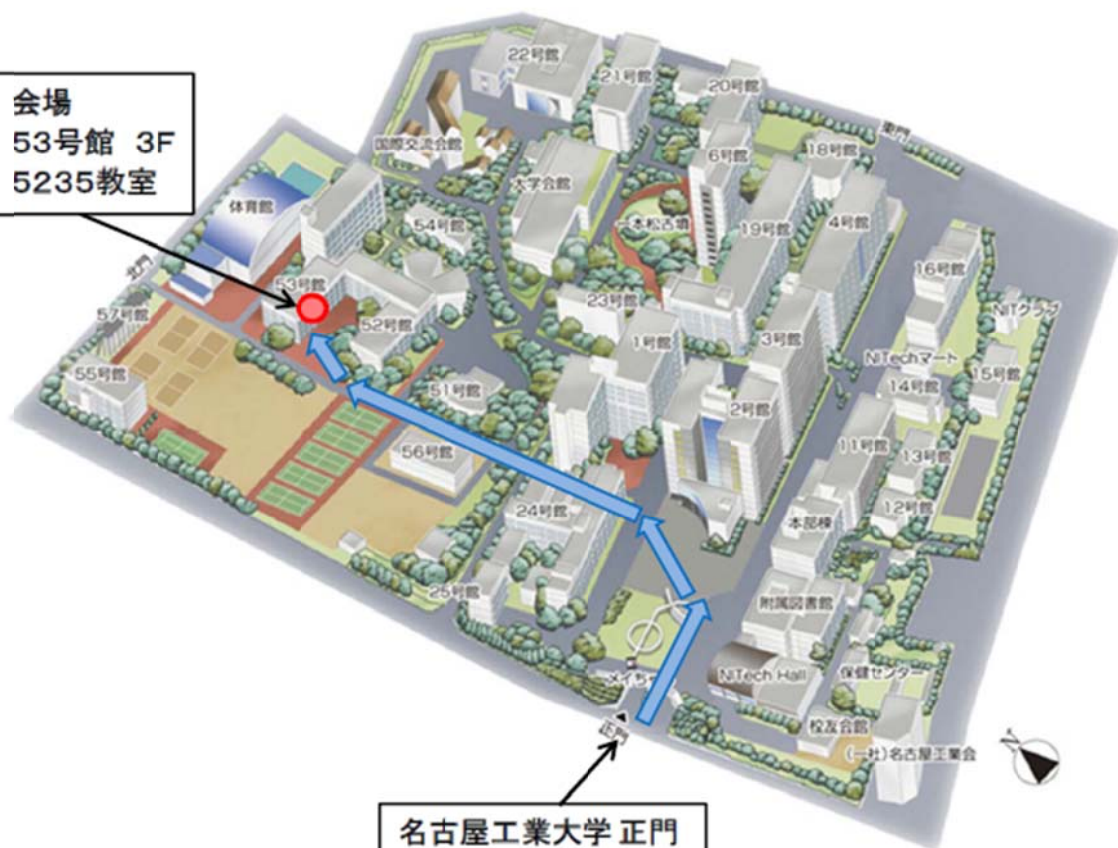 会場
53号館 3F
5235教室
22号館
21号館
20号館
東門
国際交流会館
6号館
18号館
大学会館
体育館
54号館
一本松古墳
19号館
4号館
北門
53号館
16号館
57号館
52号館
23号館
NITクラブ
1号館
3号館
NITechマート
55号館
51号館
14号館
15号館
2号館
11号館
56号館
13号館
24号館
本部棟
12号館
25号館
附属図書館
メイち
NITech Hall
保健センター
正門
校友会館
(一社)名古屋工業会
N
名古屋工業大学 正門